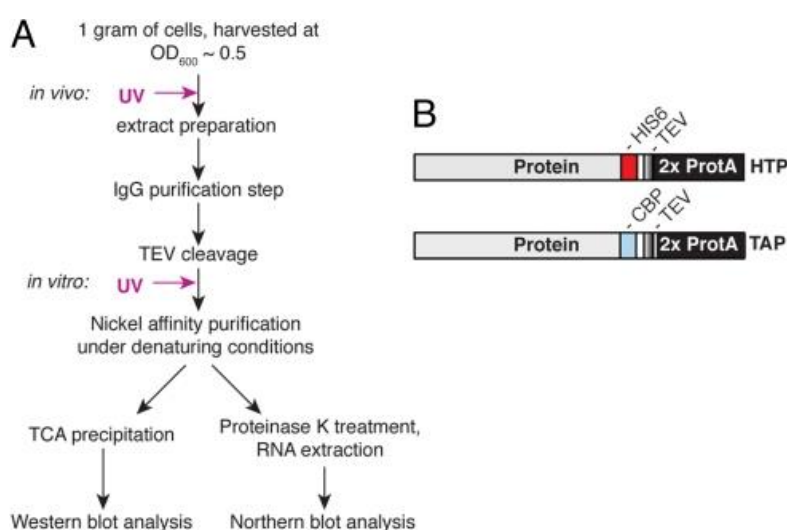 A
1 gram of cells, harvested at
OD600 ~ 0.5
in vivo: UV
extract preparation
IgG purification step
TEV cleavage
in vitro: UV
Nickel affinity purification
under denaturing conditions
TCA precipitation
Proteinase K treatment,
RNA extraction
Western blot analysis
Northern blot analysis
B
- HIS6
- TEV
Protein 2x ProtA HTP
- CBP
- TEV
Protein 2x ProtA TAP